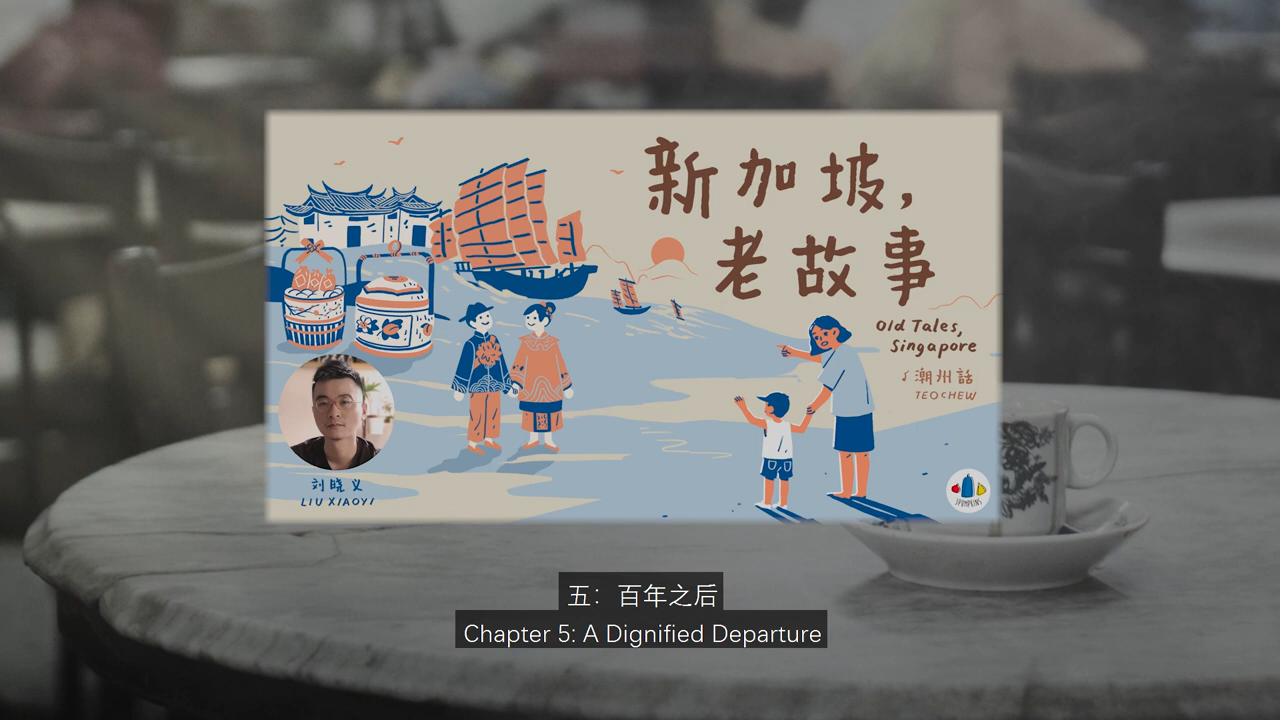 新加坡,
老故事
Old Tales,
Singapore
潮州話
TEOCHEW
刘晓义
LIU XIAOYI
五：百年之后
Chapter 5: A Dignified Departure